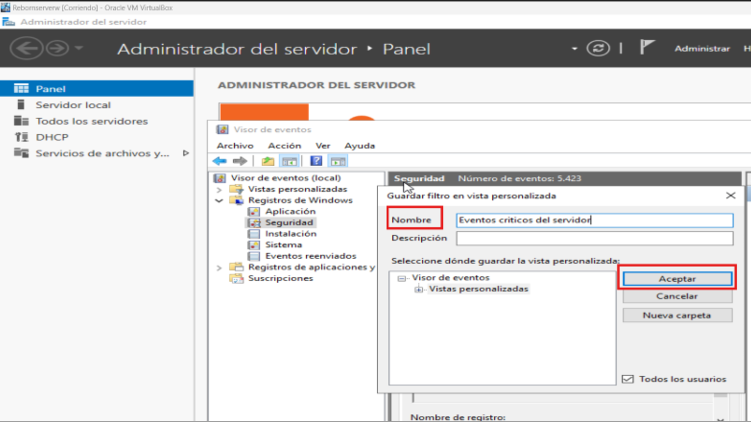 Rebornserverw [Corriendo] - Oracle VM VirtualBox
Administrador del servidor
Administrador del servidor ‣ Panel
Administrar
H
Panel
Servidor local
Todos los servidores
DHCP
Servicios de archivos y...
ADMINISTRADOR DEL SERVIDOR
Visor de eventos
Archivo Acción Ver Ayuda
Visor de eventos (local)
Vistas personalizadas
Registros de Windows
Aplicación
Seguridad
Instalación
Sistema
Eventos reenviados
Registros de aplicaciones y
Suscripciones
Seguridad Número de eventos: 5.423
Guardar filtro en vista personalizada
Nombre Eventos criticos del servidor
Descripción
Seleccione dónde guardar la vista personalizada:
Visor de eventos
Vistas personalizadas
Aceptar
Cancelar
Nueva carpeta
Todos los usuarios
Nombre de registro: